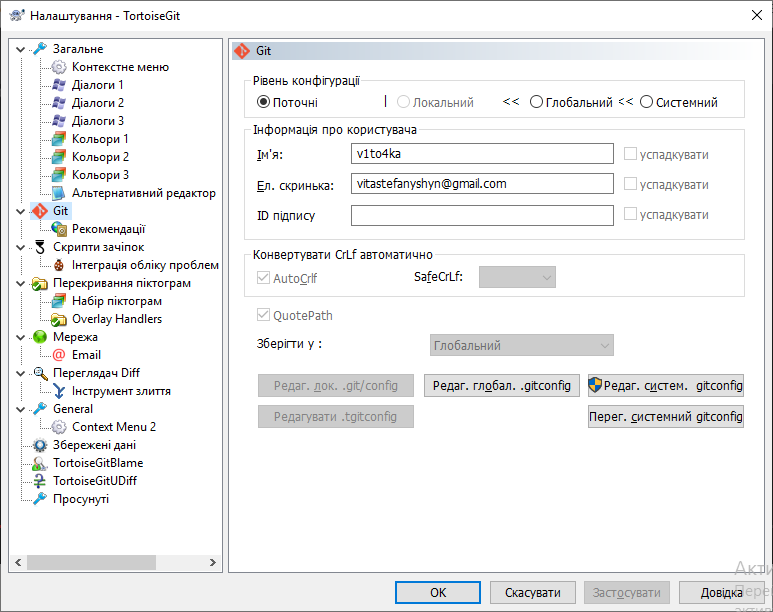 Налаштування - TortoiseGit
Загальне
Контекстне меню
Діалоги 1
Діалоги 2
Діалоги 3
Кольори 1
Кольори 2
Кольори 3
Альтернативний редактор
Git
Рекомендації
Скрипти зачіпок
Інтеграція обліку проблем
Перекривання піктограм
Набір піктограм
Overlay Handlers
Мережа
Email
Переглядач Diff
Інструмент злиття
General
Context Menu 2
Збережені дані
TortoiseGitBlame
TortoiseGitUDiff
Просунуті
Git
Рівень конфігурації
Поточні | Локальний << Глобальний << Системний
Інформація про користувача
Ім'я: v1to4ka успадкувати
Ел. скринька: vitastefanyshyn@gmail.com успадкувати
ID підпису успадкувати
Конвертувати CrLf автоматично
AutoCrlf SafeCrLf:
QuotePath
Зберігти у : Глобальний
Редаг. лок. .git/config Редаг. глобал. .gitconfig Редаг. систем. gitconfig
Редагувати .tgitconfig Перег. системний gitconfig
OK Скасувати Застосувати Довідка